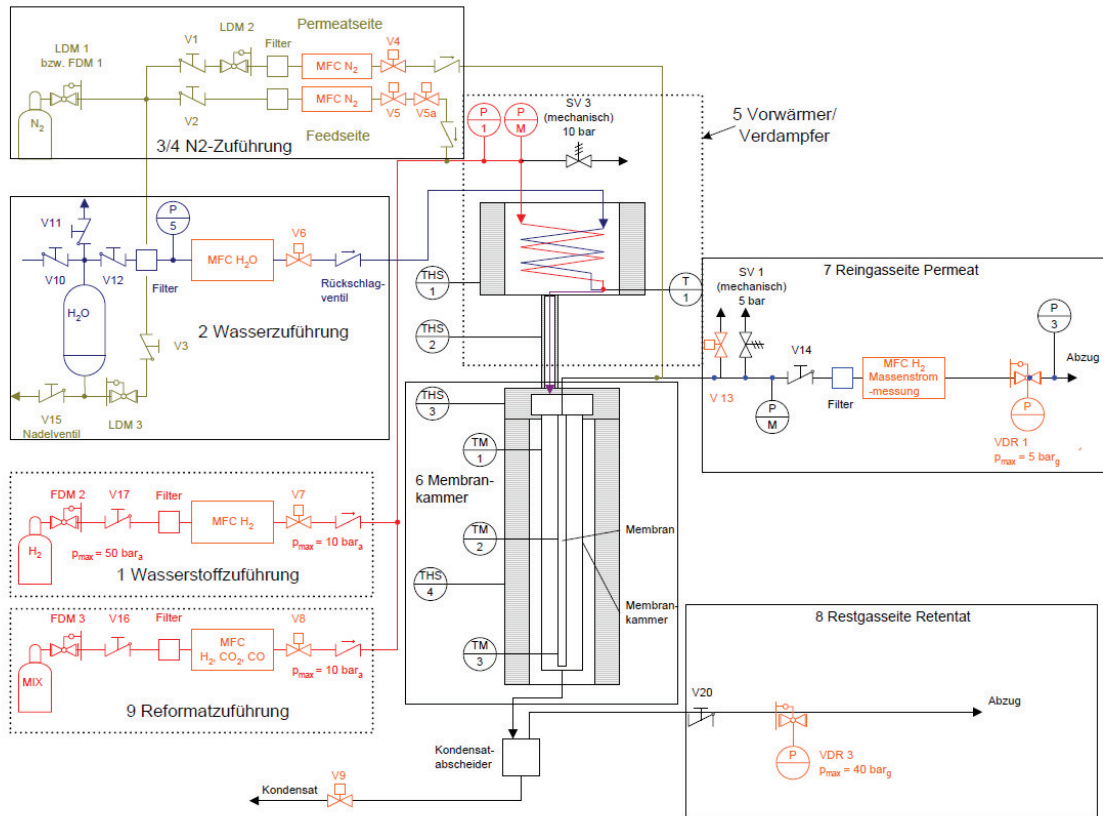 LDM 1
bzw. FDM 1
N2
V1
LDM 2
Filter
Permeatseite
MFC N2
V4
V2
MFC N2
V5
V5a
Feedseite
3/4 N2-Zuführung
P
1
P
M
SV 3
(mechanisch)
10 bar
5 Vorwärmer/
Verdampfer
V11
V10
V12
Filter
P
5
MFC H2O
V6
Rückschlag-
ventil
H2O
2 Wasserzuführung
V3
V15
Nadelventil
LDM 3
THS
1
THS
2
T
1
7 Reingasseite Permeat
SV 1
(mechanisch)
5 bar
V 13
P
M
V14
Filter
MFC H2
Massenstrom
-messung
P
3
Abzug
P
VDR 1
pmax = 5 barg
THS
3
TM
1
6 Membran-
kammer
TM
2
THS
4
TM
3
Membran
Membran-
kammer
FDM 2
V17
Filter
MFC H2
V7
H2
pmax = 50 bara
pmax = 10 bara
1 Wasserstoffzuführung
FDM 3
V16
Filter
MFC
H2, CO2, CO
V8
MIX
pmax = 10 bara
9 Reformatzuführung
8 Restgasseite Retentat
V20
Abzug
P
VDR 3
pmax = 40 barg
Kondensat-
abscheider
V9
Kondensat